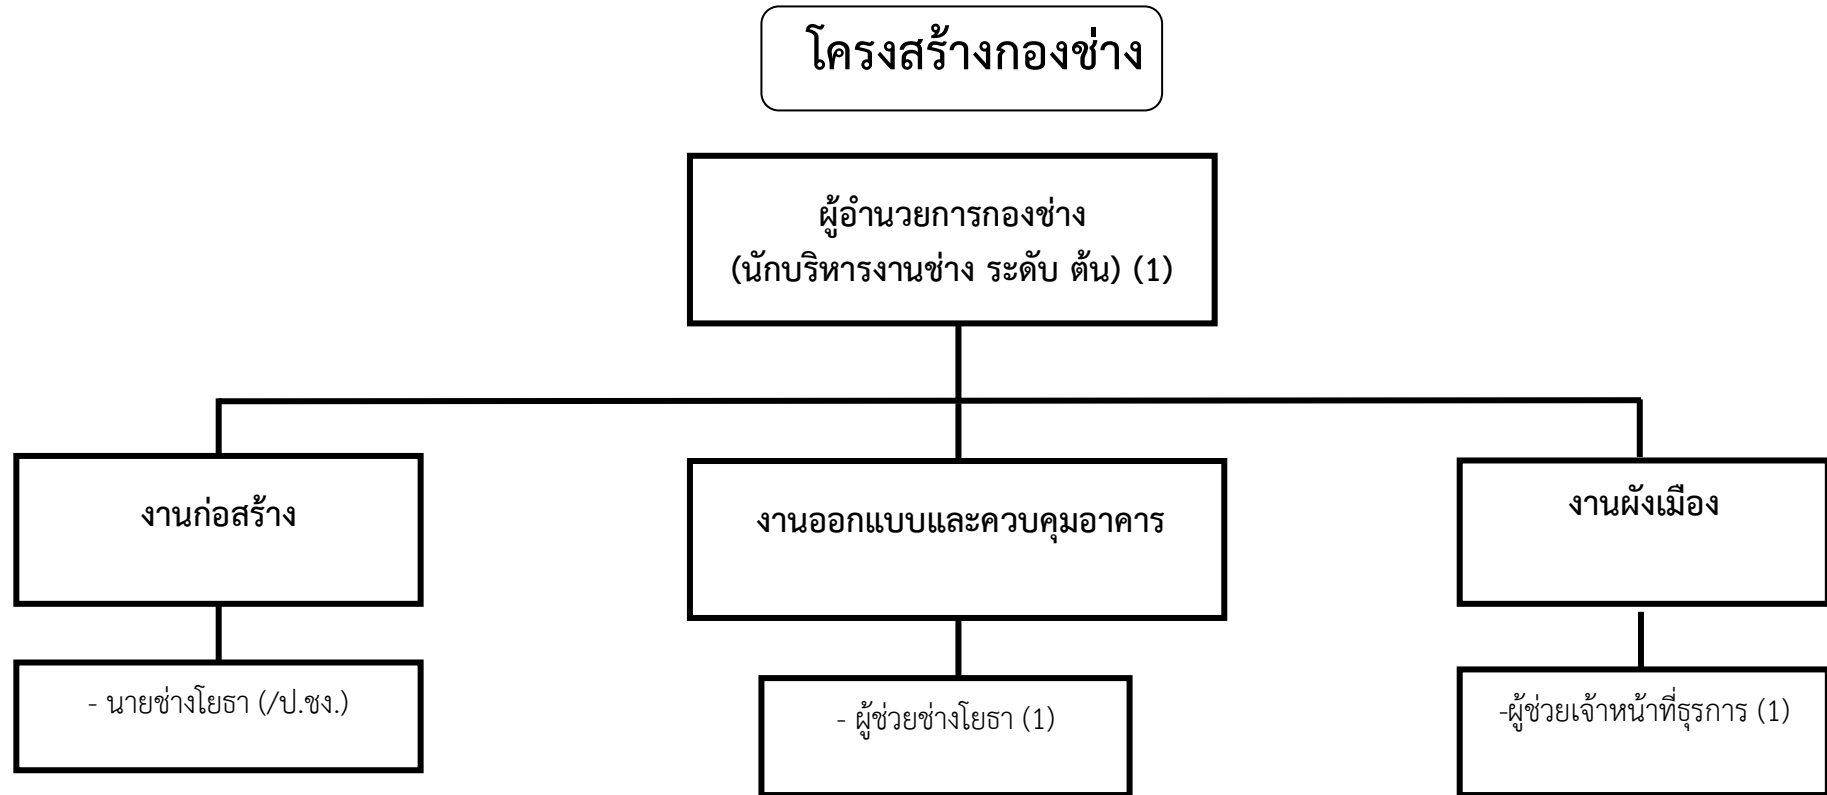 โครงสร้างกองช่าง
ผู้อำนวยการกองช่าง
(นักบริหารงานช่าง ระดับ ต้น) (1)
งานก่อสร้าง
งานออกแบบและควบคุมอาคาร
งานผังเมือง
- นายช่างโยธา (/ป.ชง.)
- ผู้ช่วยช่างโยธา (1)
-ผู้ช่วยเจ้าหน้าที่ธุรการ (1)